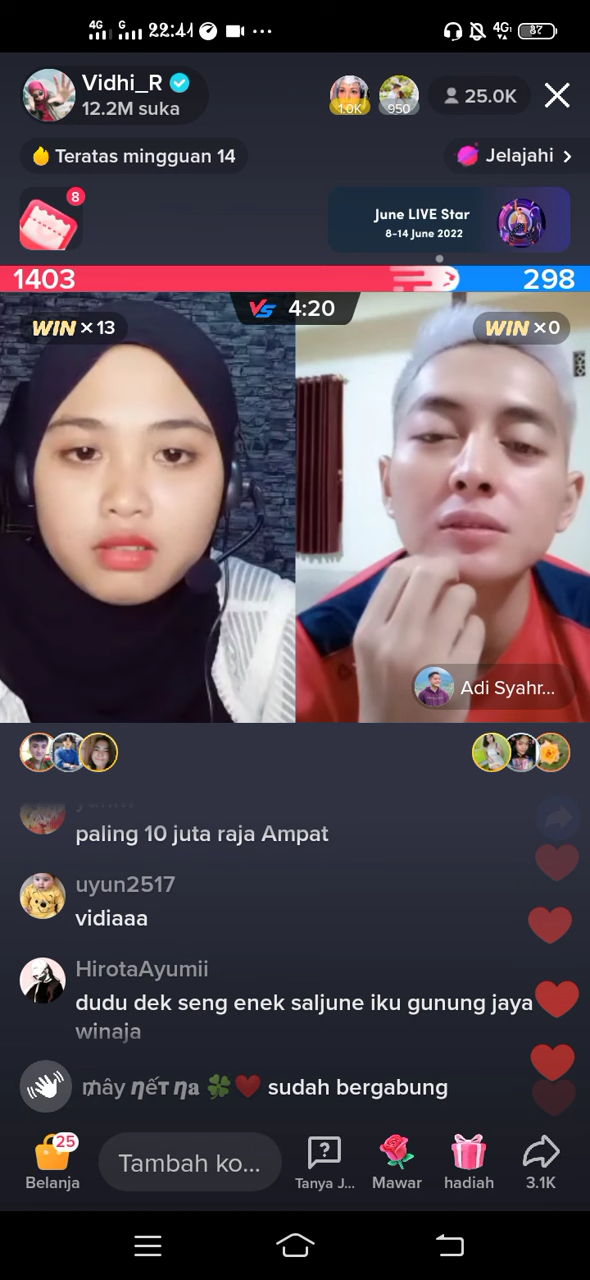 4G G 22:41 ... 4G 87
Vidhi_R
12.2M suka
1.0K 950 25.0K
Teratas mingguan 14
Jelajahi >
8
June LIVE Star
8-14 June 2022
1403 298
VS 4:20
WIN ×13 WIN ×0
Adi Syahr...
paling 10 juta raja Ampat
uyun2517
vidiaaa
HirotaAyumii
dudu dek seng enek saljune iku gunung jaya
winaja
sudah bergabung
25
Tambah ko...
Belanja Tanya J... Mawar hadiah 3.1K